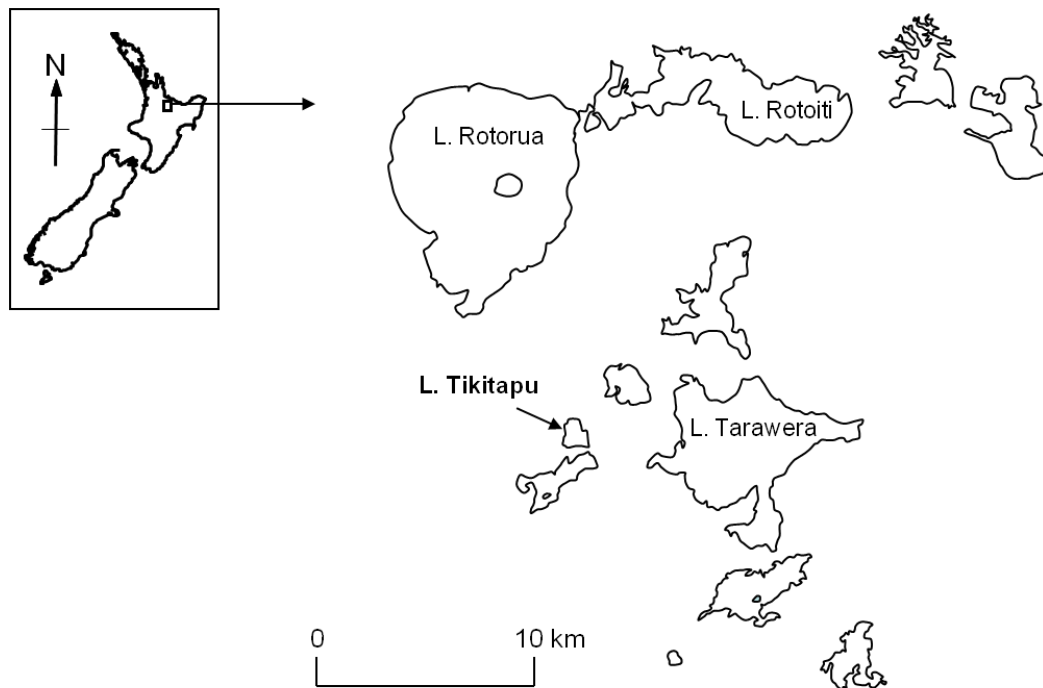 N
L. Rotorua
L. Rotoiti
L. Tikitapu
L. Tarawera
0
10 km